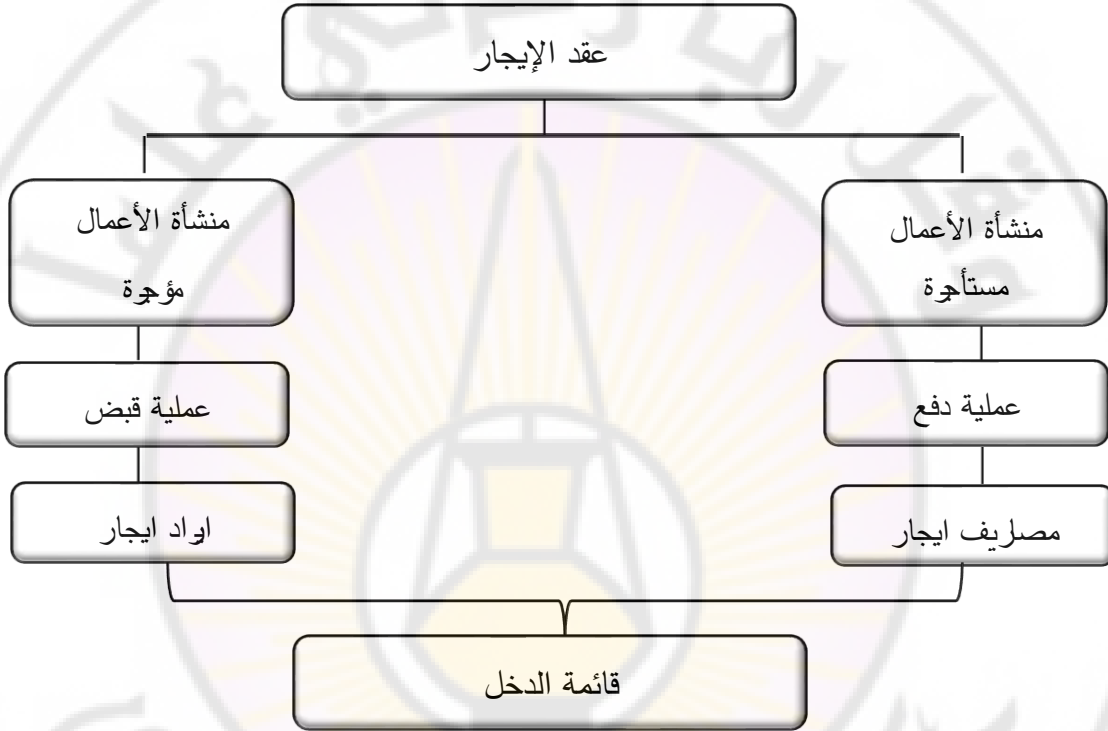 عقد الإيجار
منشأة الأعمال
مستأجرة
منشأة الأعمال
مؤجرة
عملية دفع
عملية قبض
مصاريف ايجار
ايراد ايجار
قائمة الدخل